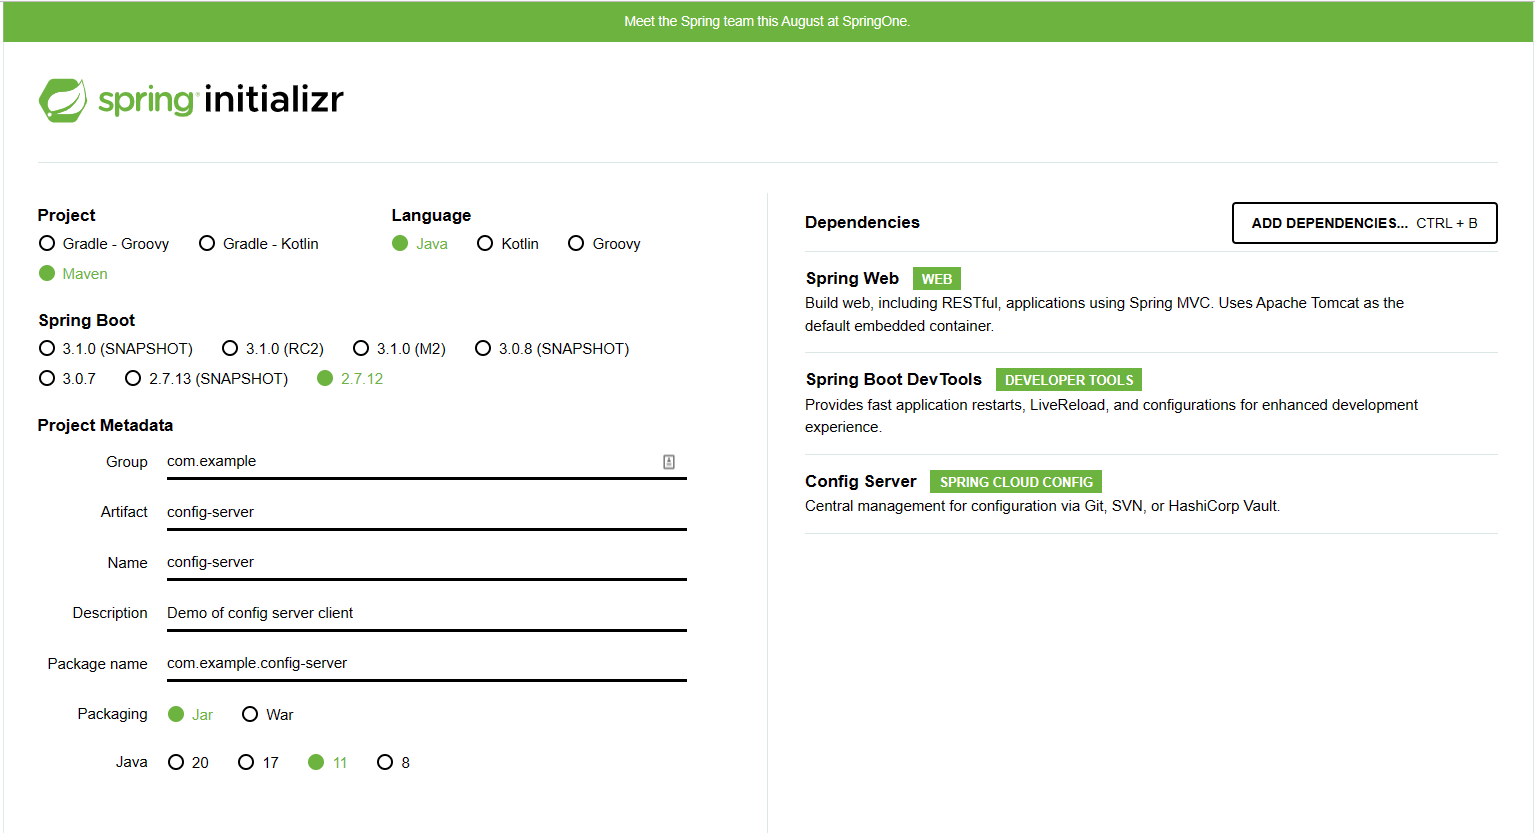 Meet the Spring team this August at SpringOne.
spring initializr
Project
Gradle - Groovy Gradle - Kotlin
Maven
Language
Java Kotlin Groovy
Spring Boot
3.1.0 (SNAPSHOT) 3.1.0 (RC2) 3.1.0 (M2) 3.0.8 (SNAPSHOT)
3.0.7 2.7.13 (SNAPSHOT) 2.7.12
Project Metadata
Group com.example
Artifact config-server
Name config-server
Description Demo of config server client
Package name com.example.config-server
Packaging Jar War
Java 20 17 11 8
Dependencies ADD DEPENDENCIES... CTRL + B
Spring Web WEB
Build web, including RESTful, applications using Spring MVC. Uses Apache Tomcat as the
default embedded container.
Spring Boot DevTools DEVELOPER TOOLS
Provides fast application restarts, LiveReload, and configurations for enhanced development
experience.
Config Server SPRING CLOUD CONFIG
Central management for configuration via Git, SVN, or HashiCorp Vault.